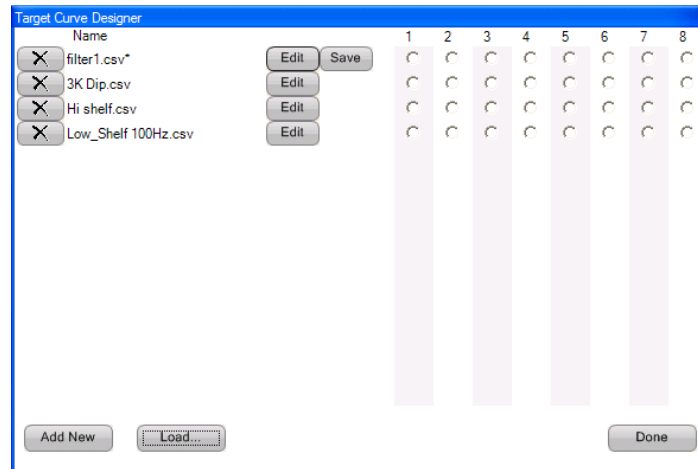 Target Curve Designer
Name 1 2 3 4 5 6 7 8
filter1.csv* Edit Save
3K Dip.csv Edit
Hi shelf.csv Edit
Low_Shelf 100Hz.csv Edit
Add New Load... Done